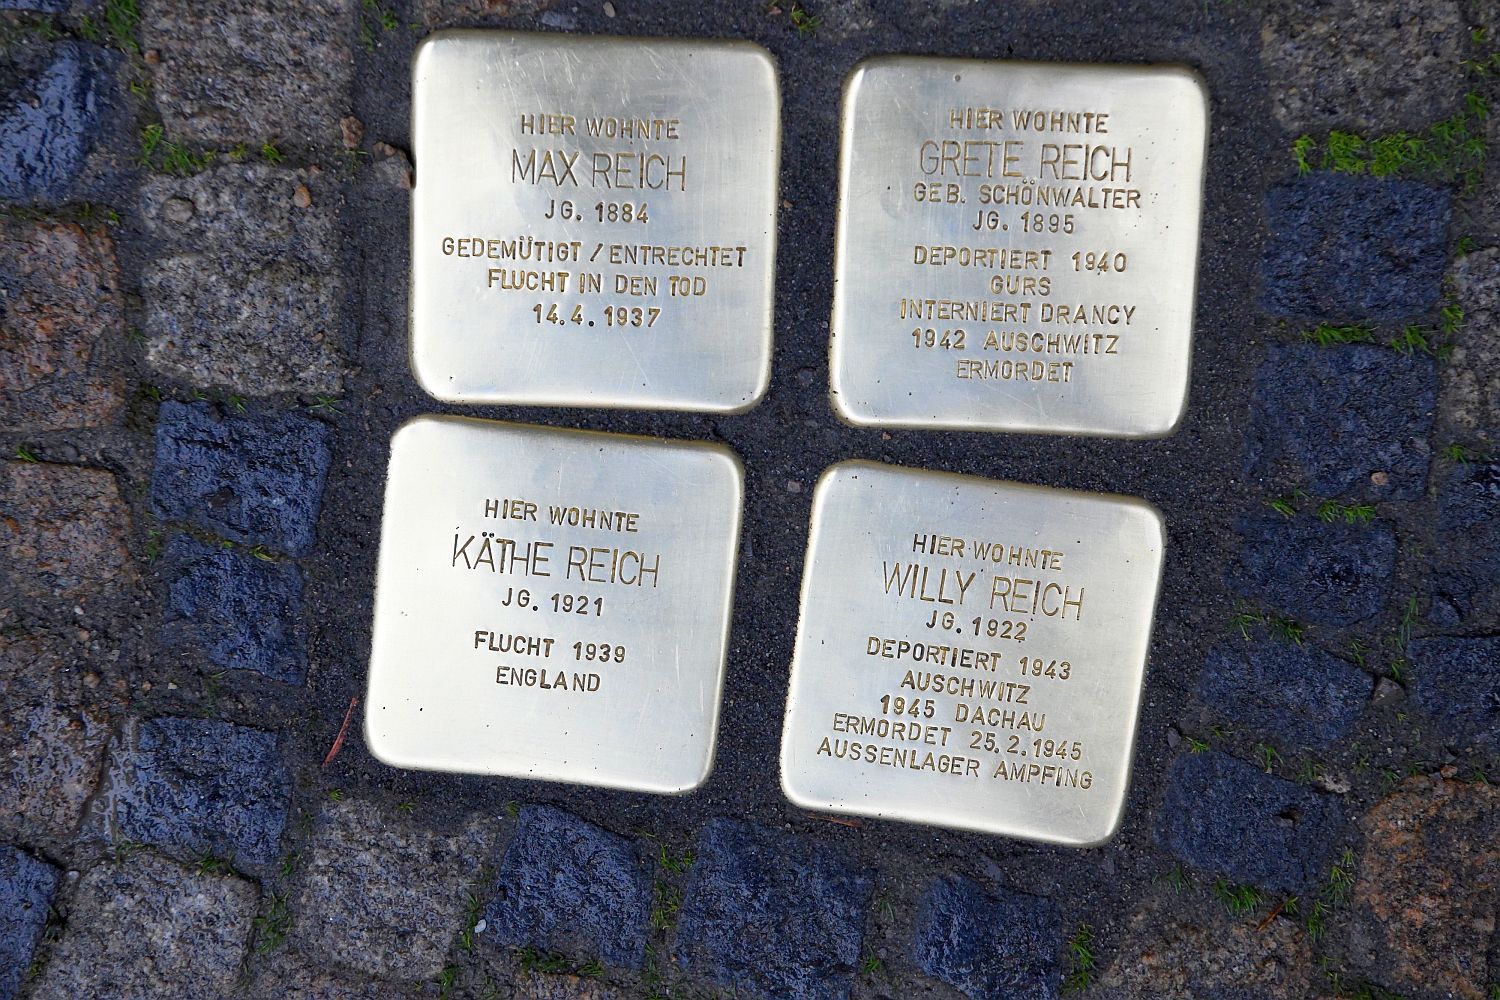 HIER WOHNTE
MAX REICH
JG. 1884
GEDEMÜTIGT / ENTRECHTET
FLUCHT IN DEN TOD
14.4.1937
HIER WOHNTE
GRETE REICH
GEB. SCHÖNWALTER
JG. 1895
DEPORTIERT 1940
GURS
INTERNIERT DRANCY
1942 AUSCHWITZ
ERMORDET
HIER WOHNTE
KÄTHE REICH
JG. 1921
FLUCHT 1939
ENGLAND
HIER WOHNTE
WILLY REICH
JG. 1922
DEPORTIERT 1943
AUSCHWITZ
1945 DACHAU
ERMORDET 25.2.1945
AUSSENLAGER AMPFING